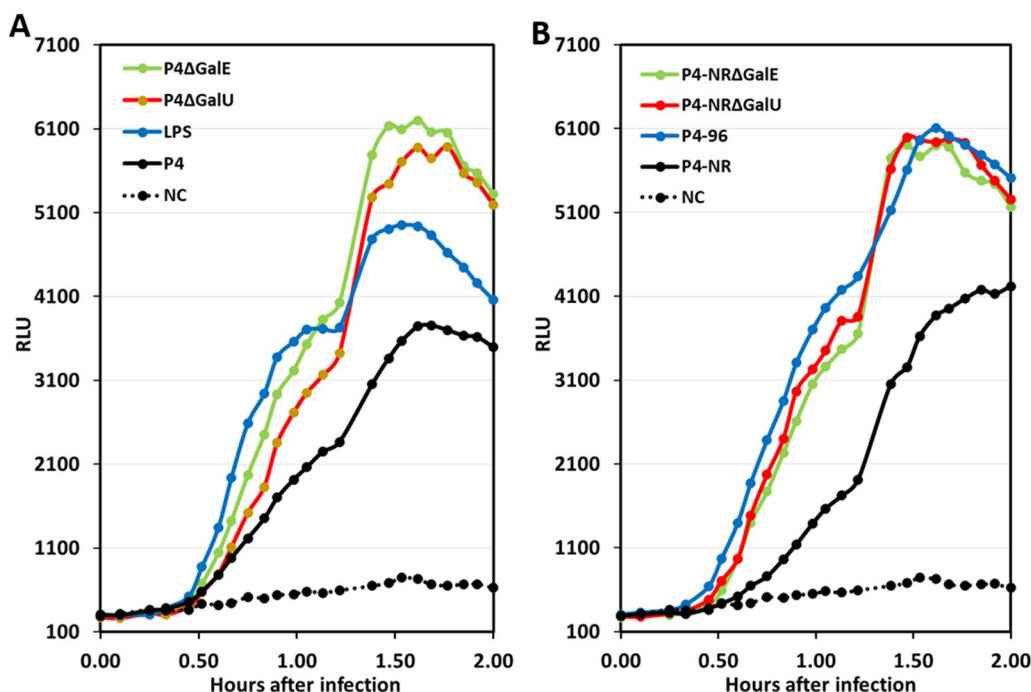 A
7100
6100
5100
4100
3100
2100
1100
100
RLU
P4ΔGalE
P4ΔGalU
LPS
P4
NC
0.00 0.50 1.00 1.50 2.00
Hours after infection
B
7100
6100
5100
4100
3100
2100
1100
100
RLU
P4-NRΔGalE
P4-NRΔGalU
P4-96
P4-NR
NC
0.00 0.50 1.00 1.50 2.00
Hours after infection